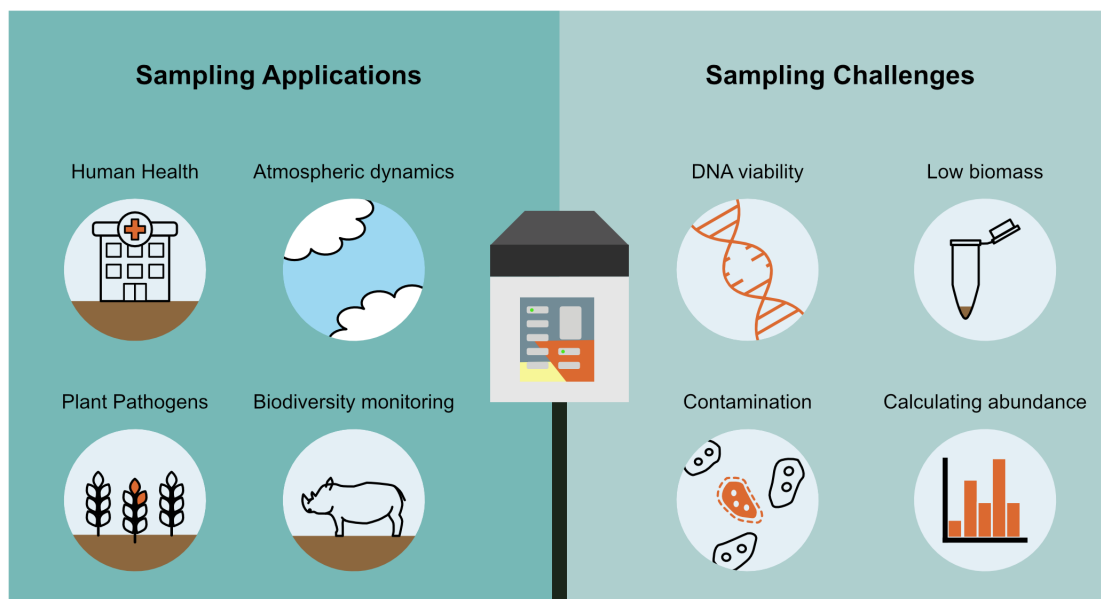 Sampling Applications
Human Health
Atmospheric dynamics
Plant Pathogens
Biodiversity monitoring
Sampling Challenges
DNA viability
Low biomass
Contamination
Calculating abundance